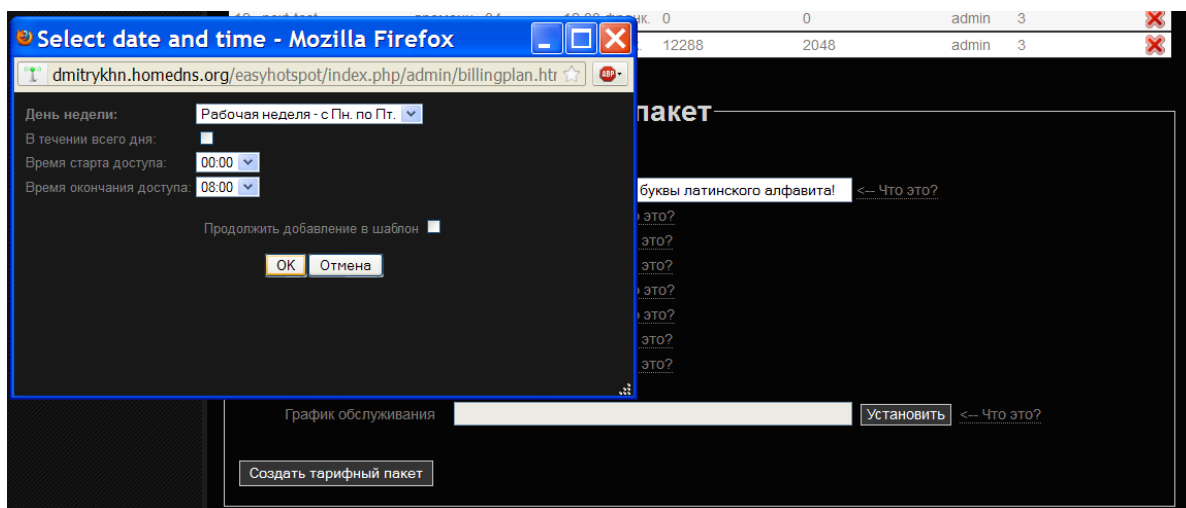 0 0 admin 3
Select date and time - Mozilla Firefox
12288 2048 admin 3
dmitrykhn.homedns.org/easyhotspot/index.php/admin/billingplan.htr
ABP
пакет
День недели: Рабочая неделя - с Пн. по Пт.
В течении всего дня:
Время старта доступа: 00:00
Время окончания доступа: 08:00
буквы латинского алфавита! <-- Что это?
это?
Продолжить добавление в шаблон
это?
OK Отмена
это?
это?
это?
это?
это?
График обслуживания Установить <-- Что это?
Создать тарифный пакет